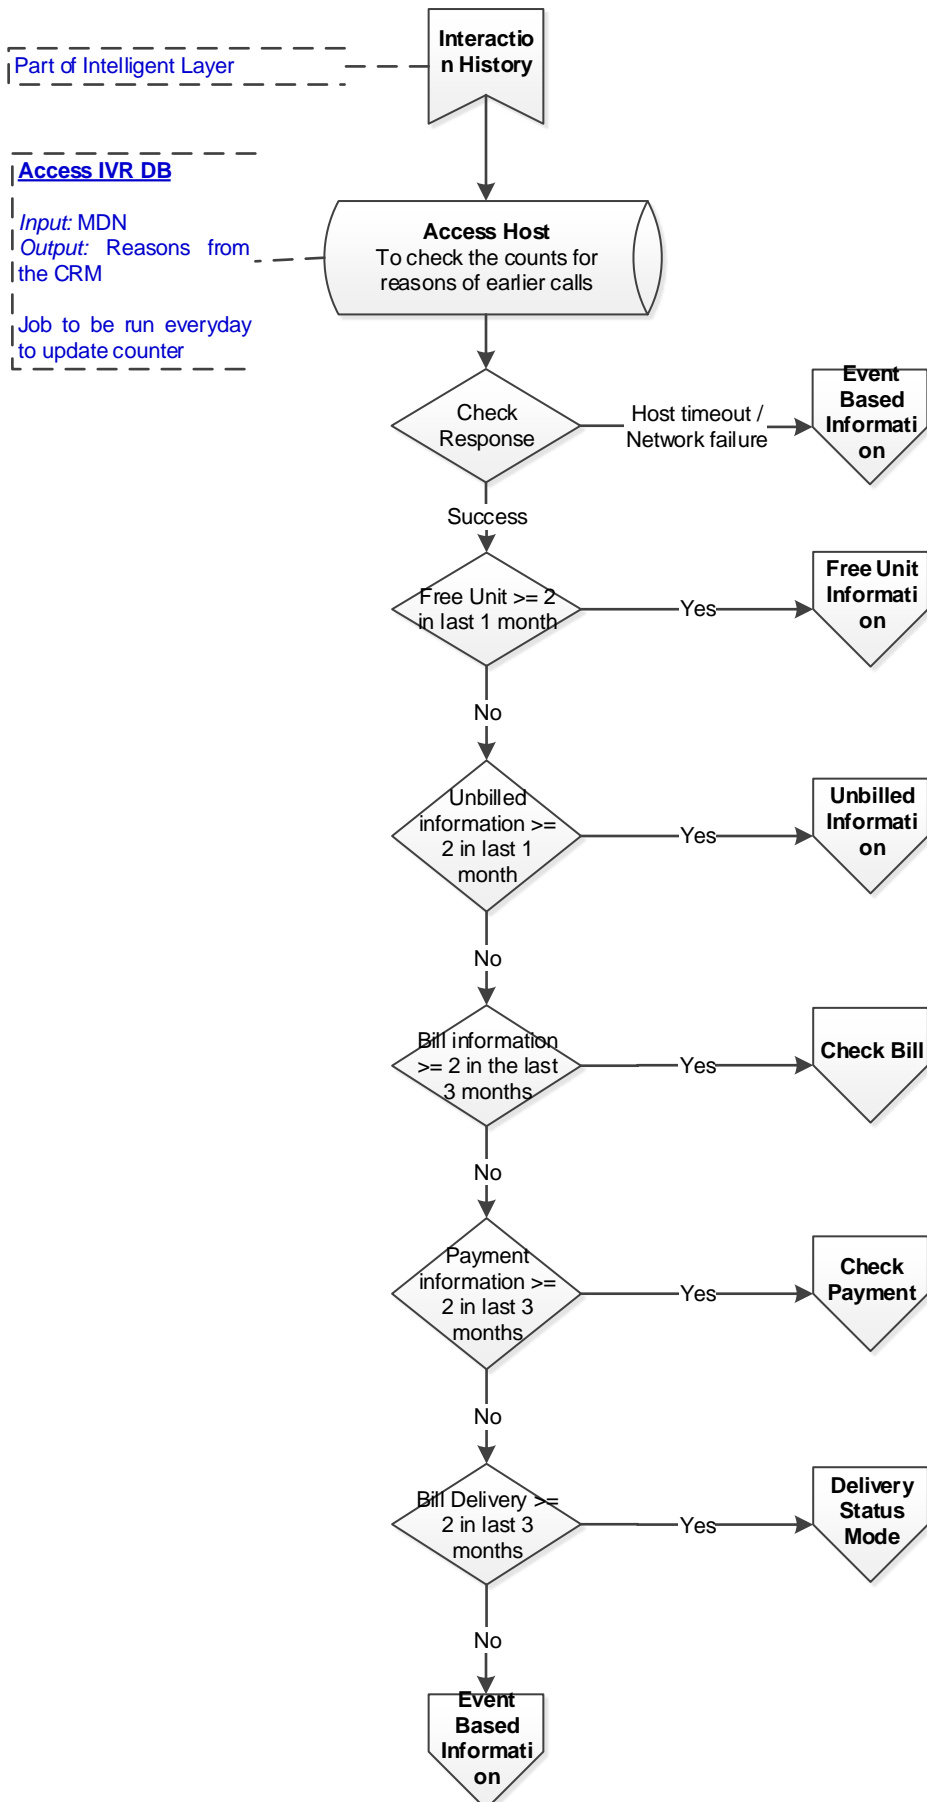 Interactio
n History
Part of Intelligent Layer
Access IVR DB
Input: MDN
Output: Reasons from
the CRM
Job to be run everyday
to update counter
Access Host
To check the counts for
reasons of earlier calls
Check
Response
Host timeout /
Network failure
Event
Based
Informati
on
Success
Free Unit >= 2
in last 1 month
Yes
Free Unit
Informati
on
No
Unbilled
information >=
2 in last 1
month
Yes
Unbilled
Informati
on
No
Bill information
>= 2 in the last
3 months
Yes
Check Bill
No
Payment
information >=
2 in last 3
months
Yes
Check
Payment
No
Bill Delivery >=
2 in last 3
months
Yes
Delivery
Status
Mode
No
Event
Based
Informati
on